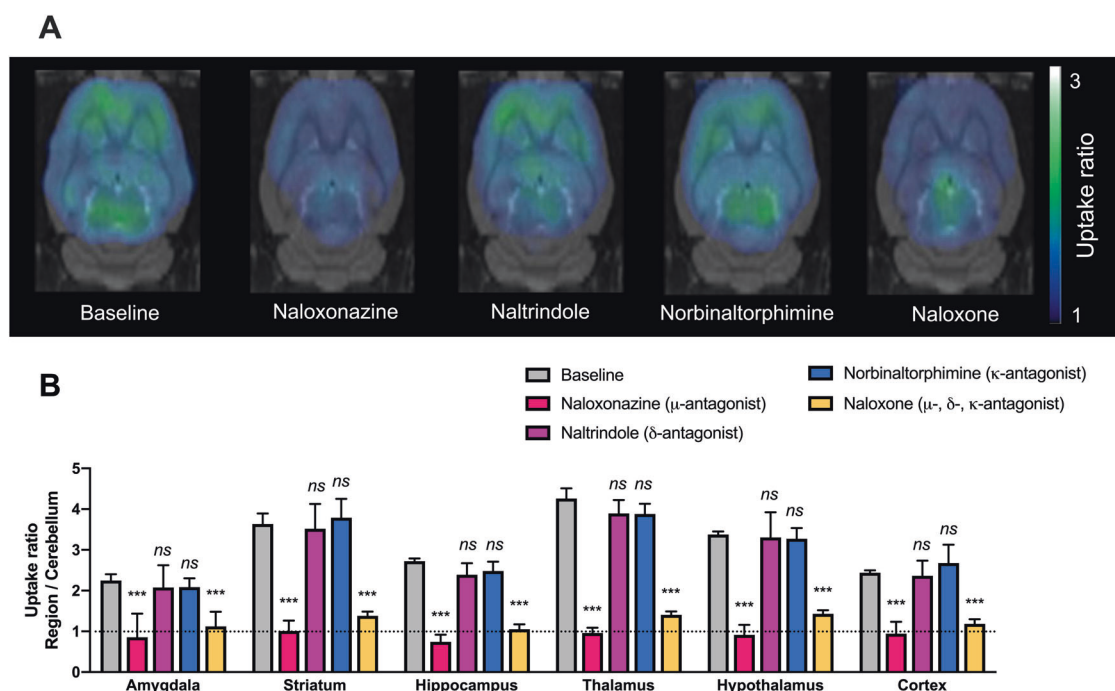 A
3
Uptake ratio
1
Baseline
Naloxonazine
Naltrindole
Norbinaltorphimine
Naloxone
B
Baseline
Naloxonazine (μ-antagonist)
Naltrindole (δ-antagonist)
Norbinaltorphimine (κ-antagonist)
Naloxone (μ-, δ-, κ-antagonist)
Uptake ratio
Region / Cerebellum
5
4
3
2
1
0
*** ns ns ***
*** ns ns ***
*** ns ns ***
*** ns ns ***
*** ns ns ***
*** ns ns ***
Amygdala Striatum Hippocampus Thalamus Hypothalamus Cortex